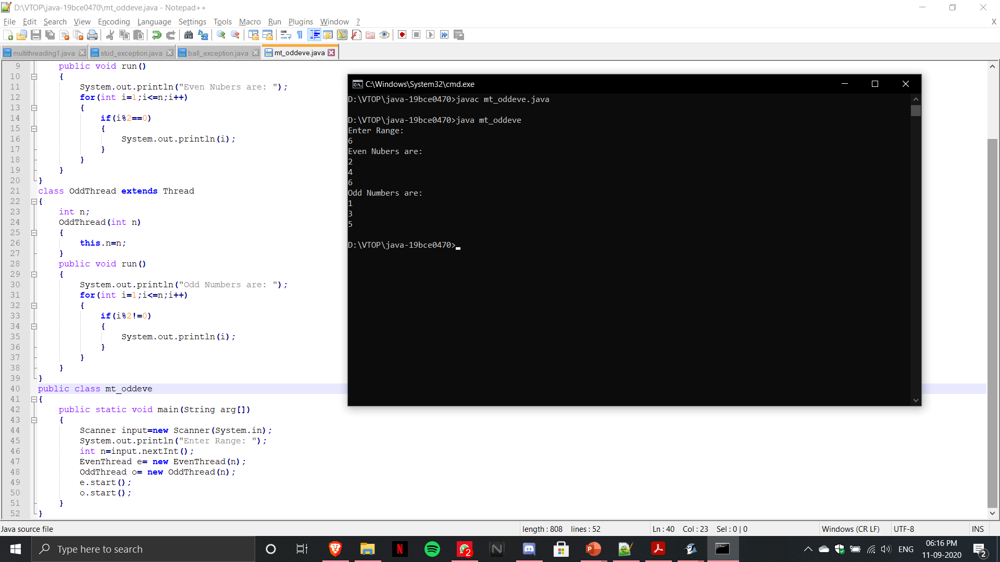 D:\VTOP\java-19bce0470\mt_oddeve.java - Notepad++
File Edit Search View Encoding Language Settings Tools Macro Run Plugins Window ? X
multithreading1.java stud_exception.java ball_exception.java mt_oddeve.java
9 public void run()
10 {
11 System.out.println("Even Nubers are: ");
12 for(int i=1;i<=n;i++)
13 {
14 if(i%2==0)
15 {
16 System.out.println(i);
17 }
18 }
19 }
20 }
21 class OddThread extends Thread
22 {
23 int n;
24 OddThread(int n)
25 {
26 this.n=n;
27 }
28 public void run()
29 {
30 System.out.println("Odd Numbers are: ");
31 for(int i=1;i<=n;i++)
32 {
33 if(i%2!=0)
34 {
35 System.out.println(i);
36 }
37 }
38 }
39 }
40 public class mt_oddeve
41 {
42 public static void main(String arg[])
43 {
44 Scanner input=new Scanner(System.in);
45 System.out.println("Enter Range: ");
46 int n=input.nextInt();
47 EvenThread e= new EvenThread(n);
48 OddThread o= new OddThread(n);
49 e.start();
50 o.start();
51 }
52 }
C:\Windows\System32\cmd.exe
D:\VTOP\java-19bce0470>javac mt_oddeve.java
D:\VTOP\java-19bce0470>java mt_oddeve
Enter Range:
6
Even Nubers are:
2
4
6
Odd Numbers are:
1
3
5
D:\VTOP\java-19bce0470>
Java source file length : 808 lines : 52 Ln : 40 Col : 23 Sel : 0 | 0 Windows (CR LF) UTF-8 INS
Type here to search
2
ENG
06:16 PM
11-09-2020
2